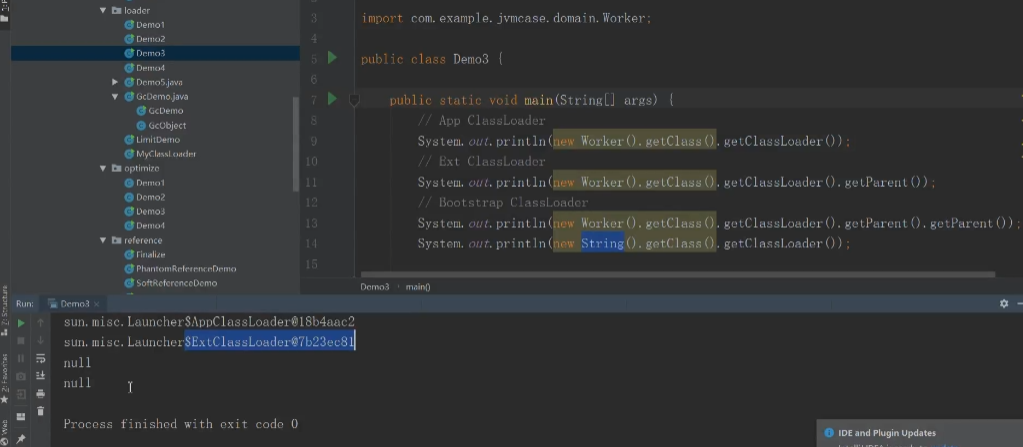 loader
Demo1
Demo2
Demo3
Demo4
Demo5.java
GcDemo.java
GcDemo
GcObject
LimitDemo
MyClassLoader
optimize
Demo1
Demo2
Demo3
Demo4
reference
Finalize
PhantomReferenceDemo
SoftReferenceDemo
3 import com.example.jvmcase.domain.Worker;
4
5 public class Demo3 {
6
7 public static void main(String[] args) {
8 // App ClassLoader
9 System.out.println(new Worker().getClass().getClassLoader());
10 // Ext ClassLoader
11 System.out.println(new Worker().getClass().getClassLoader().getParent());
12 // Bootstrap ClassLoader
13 System.out.println(new Worker().getClass().getClassLoader().getParent().getParent());
14 System.out.println(new String().getClass().getClassLoader());
15
Demo3 › main()
Run: Demo3 ×
sun.misc.Launcher$AppClassLoader@18b4aac2
sun.misc.Launcher$ExtClassLoader@7b23ec81
null
null
Process finished with exit code 0
Z: Structure
2: Favorites
Web
IDE and Plugin Updates